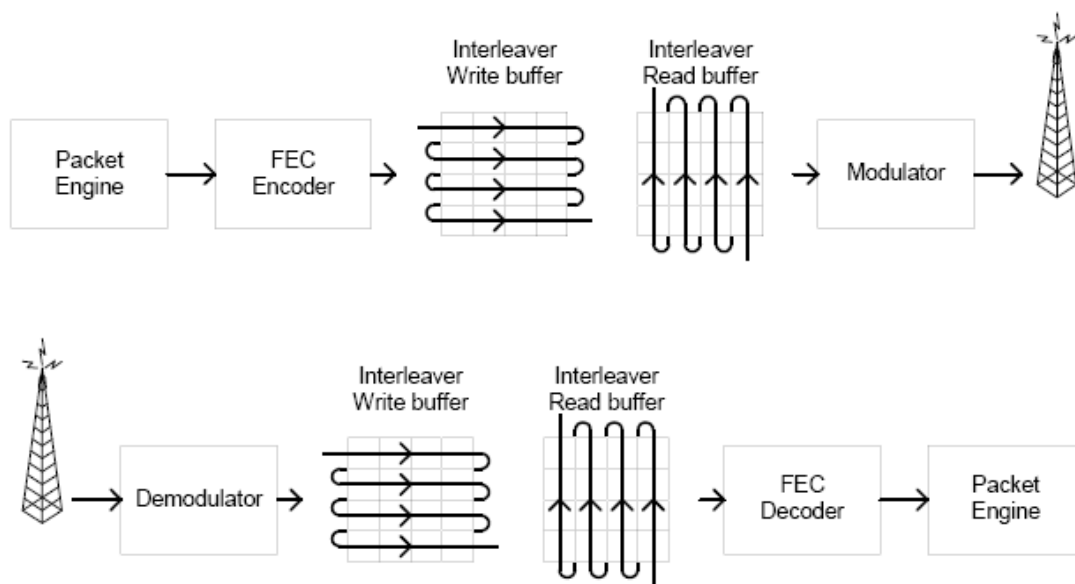 Interleaver
Write buffer
Interleaver
Read buffer
Packet
Engine
FEC
Encoder
Modulator
Interleaver
Write buffer
Interleaver
Read buffer
Demodulator
FEC
Decoder
Packet
Engine